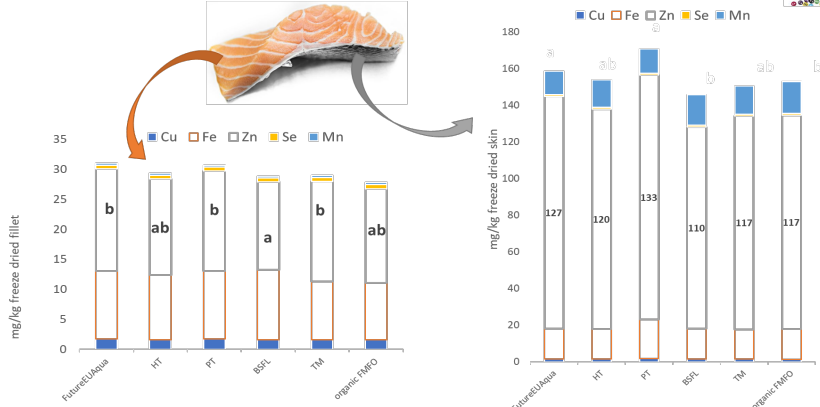 Cu Fe Zn Se Mn
mg/kg freeze dried fillet
35
30
25
20
15
10
5
0
b
ab
b
a
b
ab
FutureEUAqua
HT
PT
BSFL
TM
organic FMFO
Cu Fe Zn Se Mn
mg/kg freeze dried skin
180
160
140
120
100
80
60
40
20
0
a
ab
a
b
ab
b
127
120
133
110
117
117
FutureEUAqua
HT
PT
BSFL
TM
organic FMFO